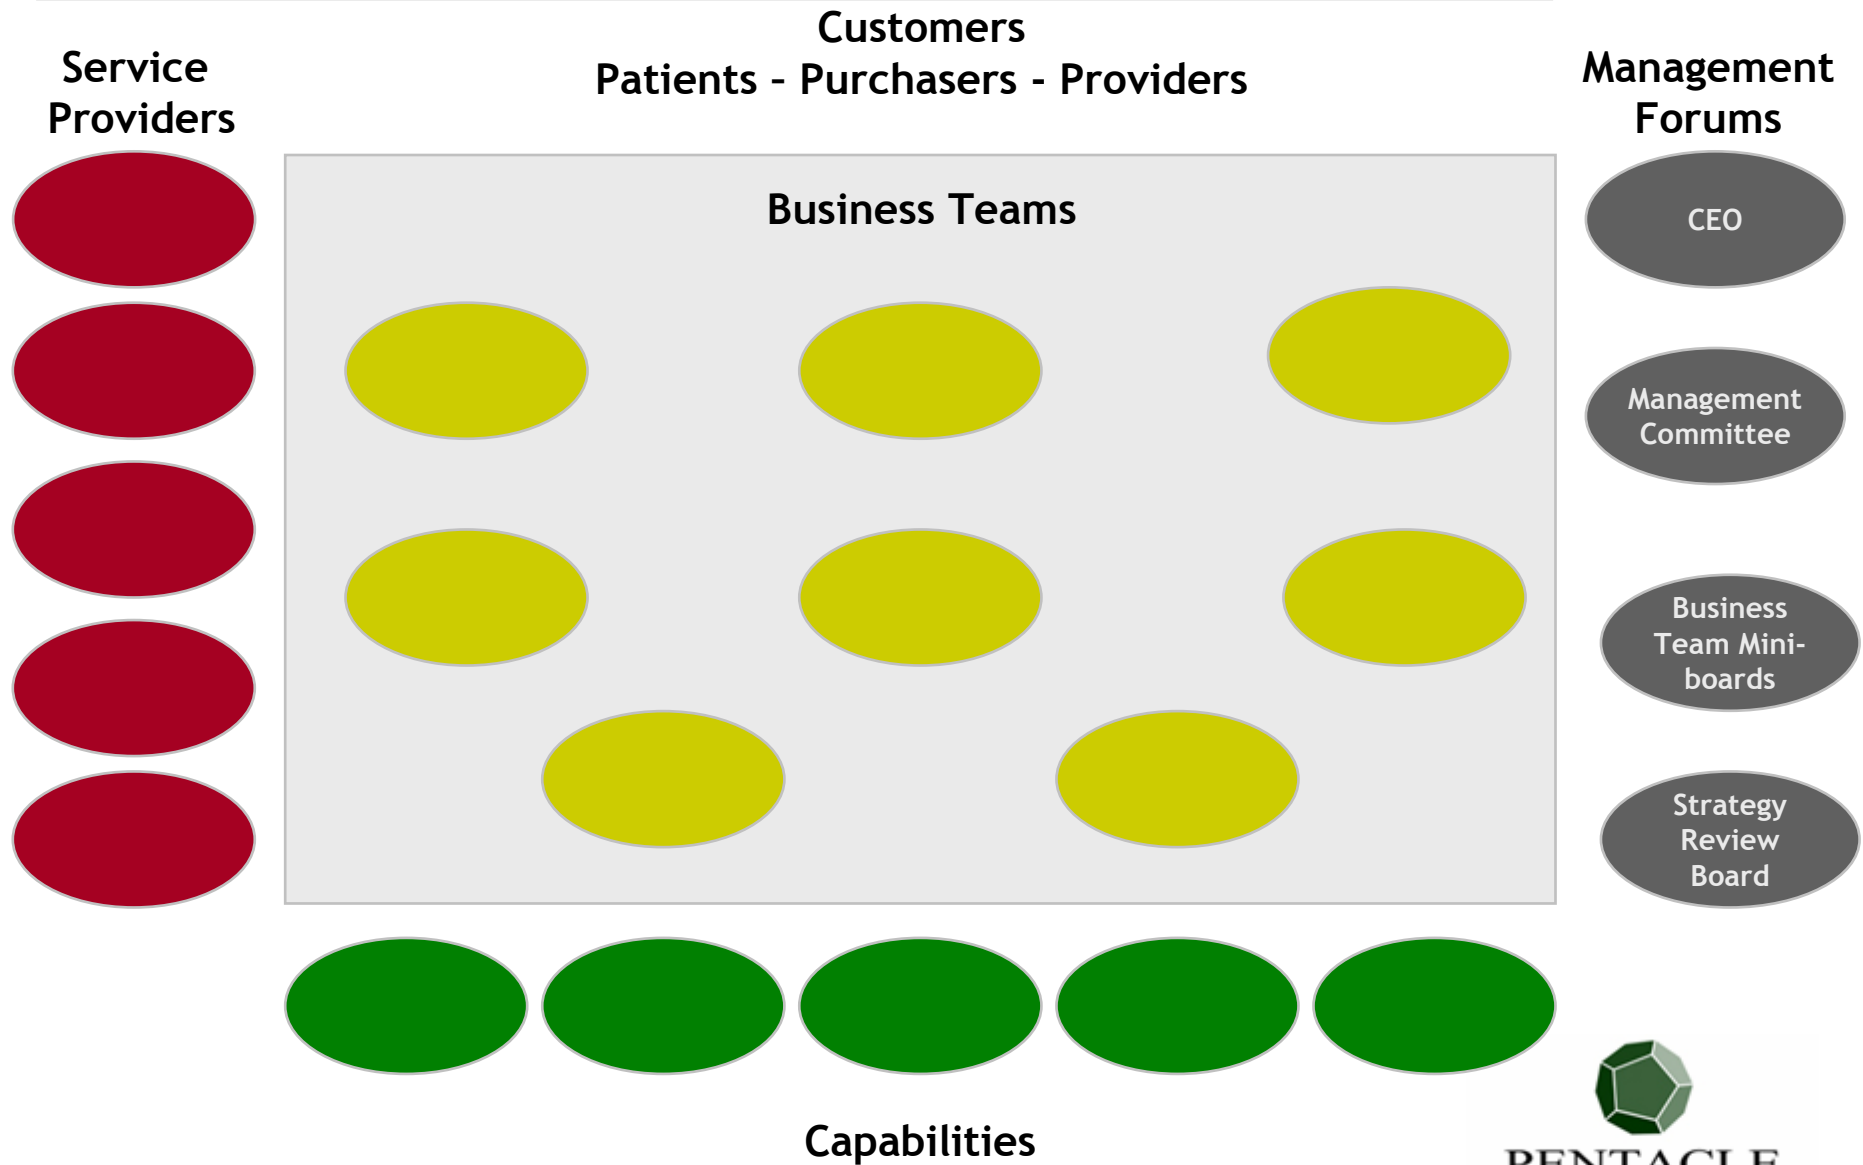 Customers
Patients – Purchasers - Providers
Service
Providers
Management
Forums
Business Teams
CEO
Management
Committee
Business
Team Mini-
boards
Strategy
Review
Board
Capabilities
PENTACLE